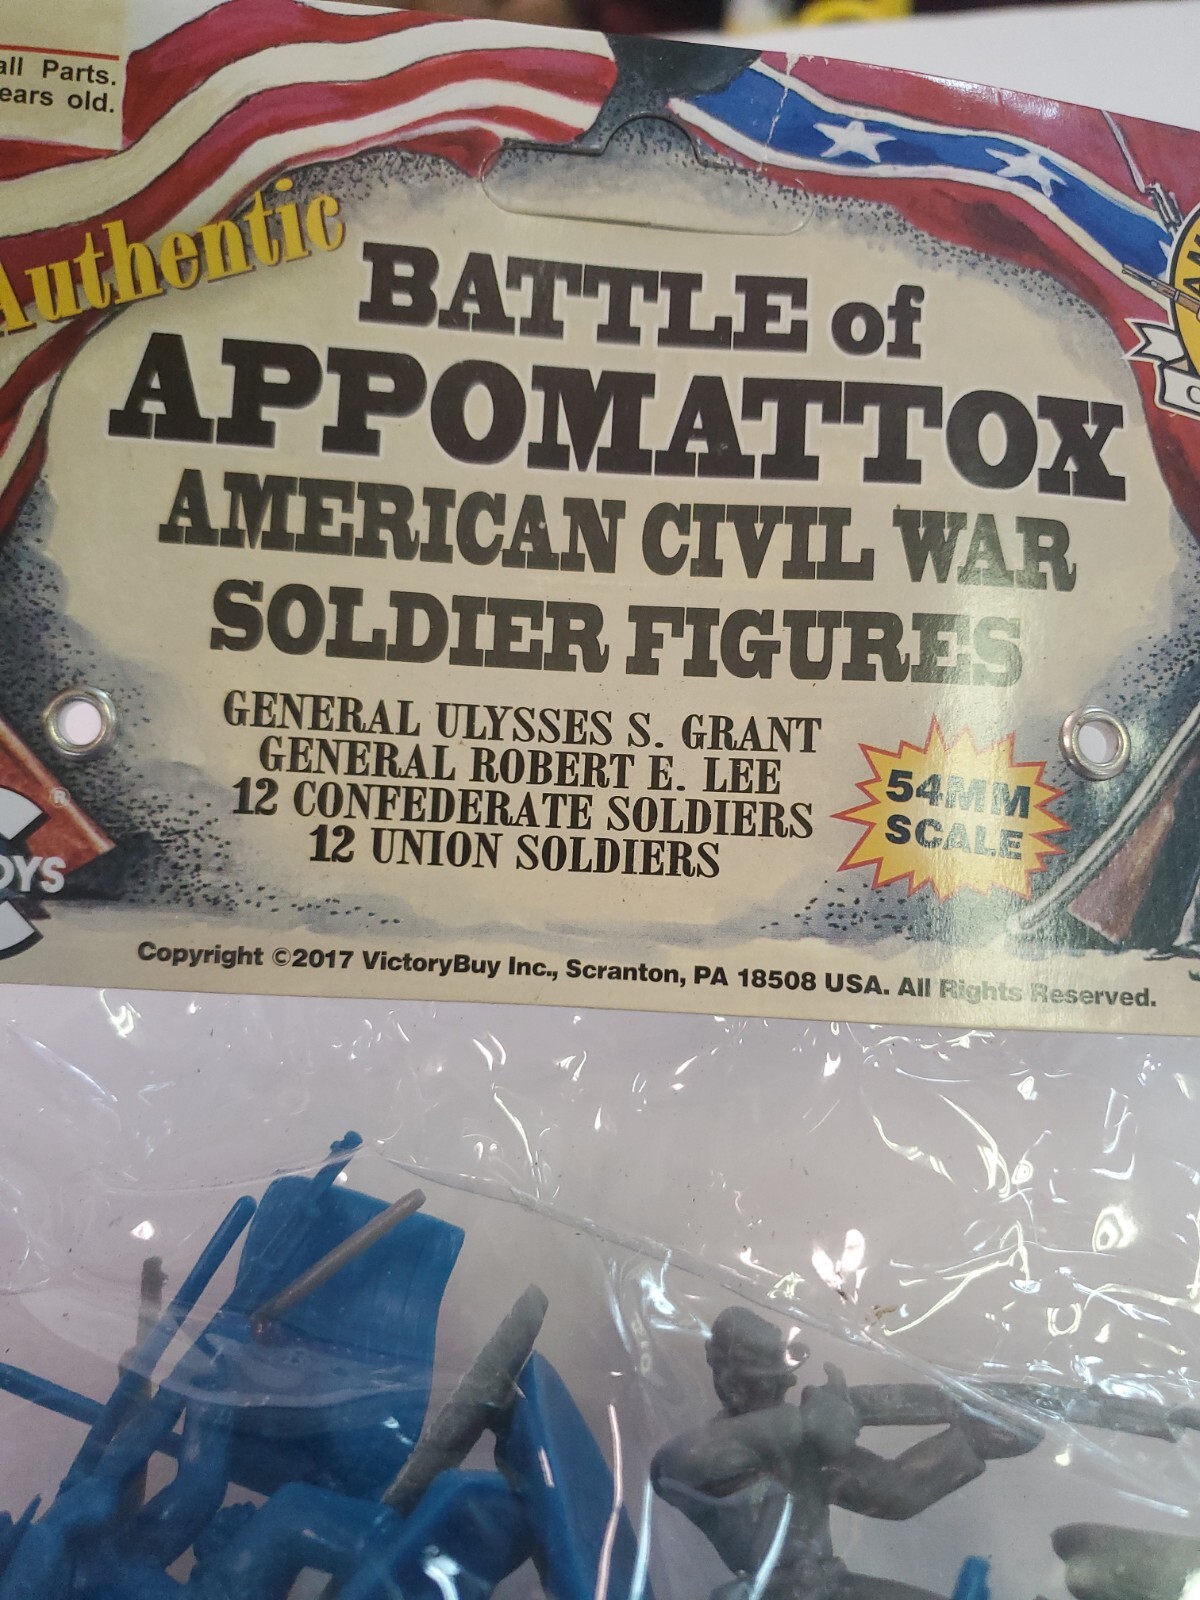 all Parts.
ears old.
Authentic
BATTLE of
APPOMATTOX
AMERICAN CIVIL WAR
SOLDIER FIGURES
GENERAL ULYSSES S. GRANT
GENERAL ROBERT E. LEE
12 CONFEDERATE SOLDIERS
12 UNION SOLDIERS
54MM
SCALE
®
OYS
Copyright ©2017 VictoryBuy Inc., Scranton, PA 18508 USA. All Rights Reserved.